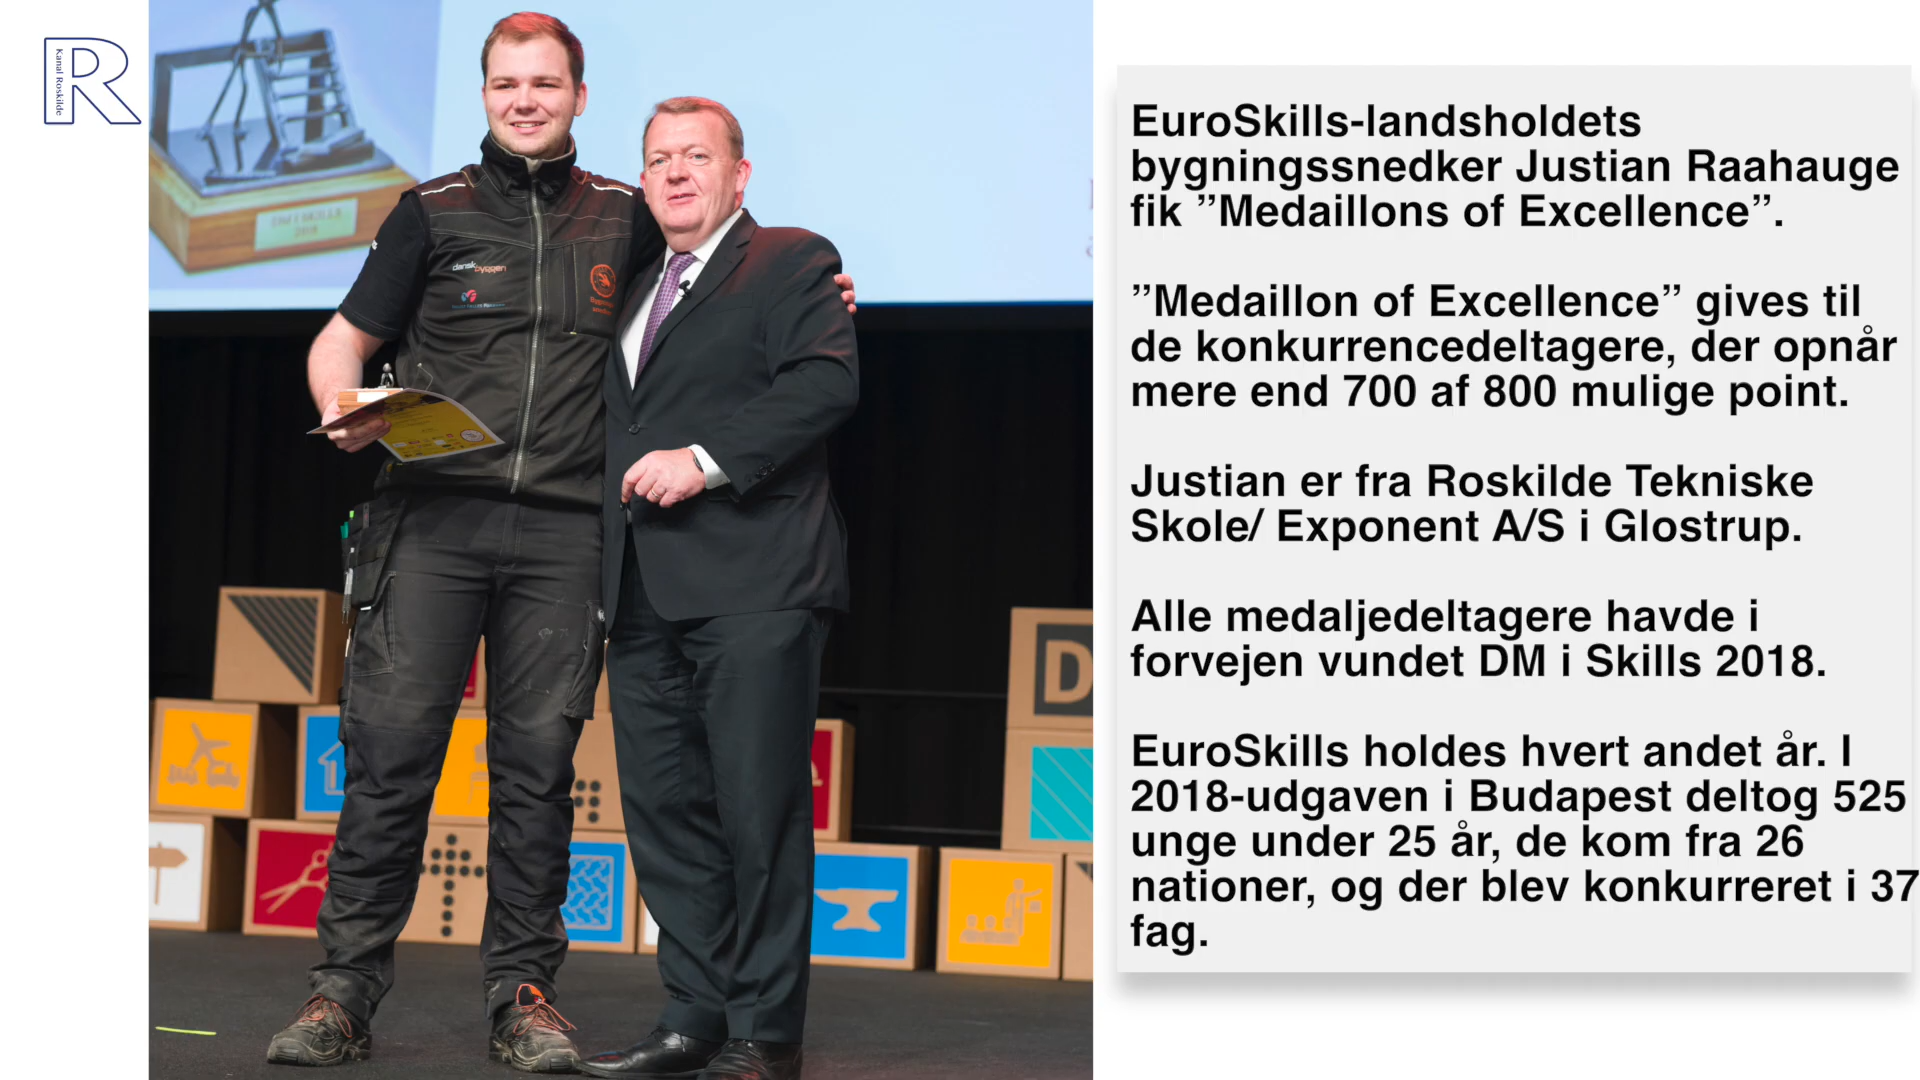 R
Kanal Roskilde
dansk byggeri
D
EuroSkills-landsholdets
bygningssnedker Justian Raahauge
fik ”Medaillons of Excellence”.
”Medaillon of Excellence” gives til
de konkurrencedeltagere, der opnår
mere end 700 af 800 mulige point.
Justian er fra Roskilde Tekniske
Skole/ Exponent A/S i Glostrup.
Alle medaljedeltagere havde i
forvejen vundet DM i Skills 2018.
EuroSkills holdes hvert andet år. I
2018-udgaven i Budapest deltog 525
unge under 25 år, de kom fra 26
nationer, og der blev konkurreret i 37
fag.